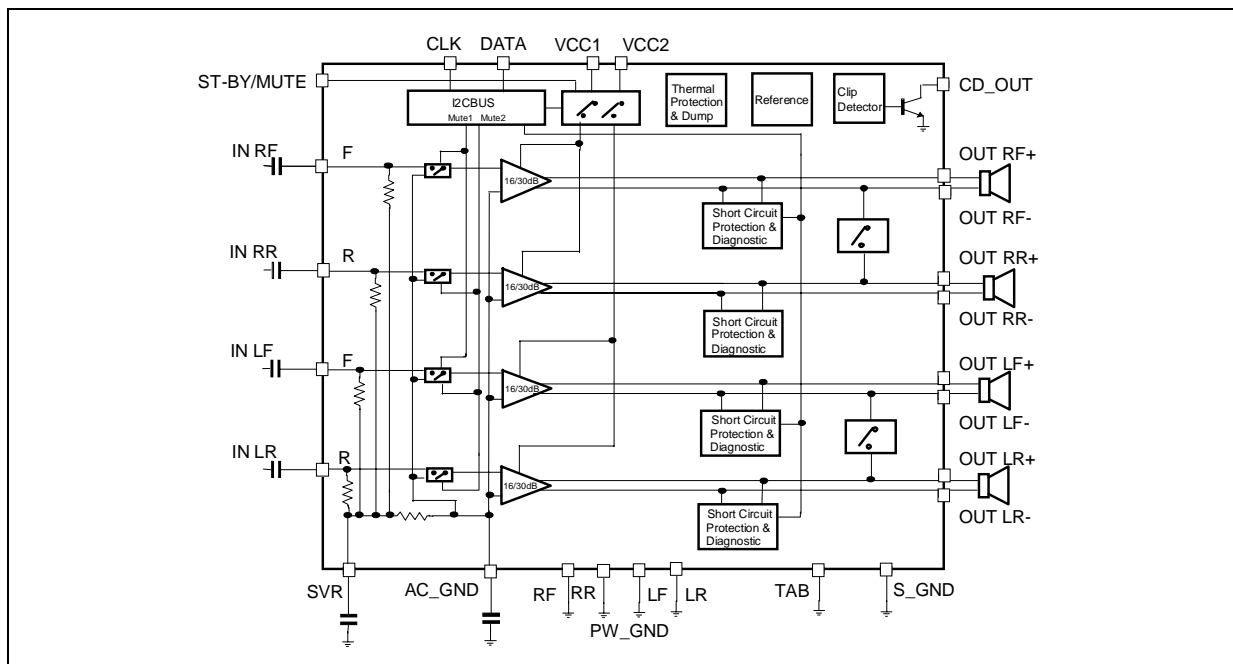 CLK DATA VCC1 VCC2
ST-BY/MUTE
I2CBUS
Mute1 Mute2
Thermal
Protection
& Dump
Reference
Clip
Detector
CD_OUT
IN RF
F
16/30dB
OUT RF+
Short Circuit
Protection &
Diagnostic
OUT RF-
IN RR
R
16/30dB
OUT RR+
Short Circuit
Protection &
Diagnostic
OUT RR-
IN LF
F
16/30dB
OUT LF+
Short Circuit
Protection &
Diagnostic
OUT LF-
IN LR
R
16/30dB
OUT LR+
Short Circuit
Protection &
Diagnostic
OUT LR-
SVR AC_GND RF RR LF LR TAB S_GND
PW_GND